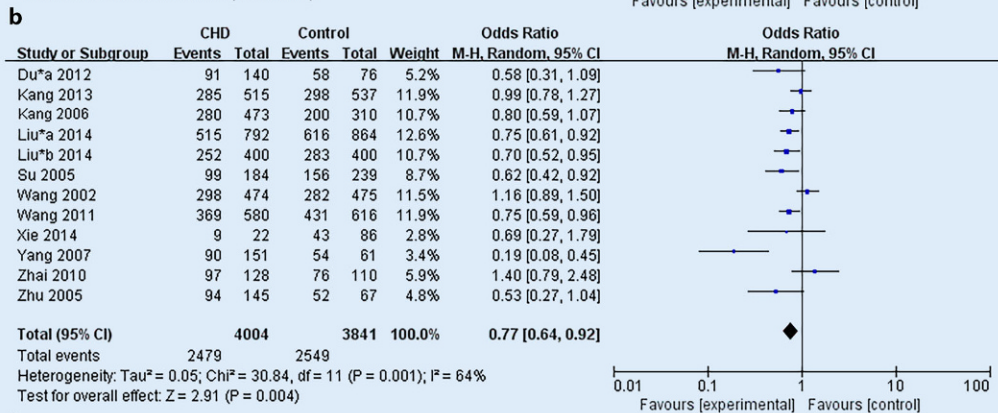 Favours [experimental] Favours [control]
b
CHD Control Odds Ratio Odds Ratio
Study or Subgroup Events Total Events Total Weight M-H, Random, 95% CI M-H, Random, 95% CI
Du*a 2012 91 140 58 76 5.2% 0.58 [0.31, 1.09]
Kang 2013 285 515 298 537 11.9% 0.99 [0.78, 1.27]
Kang 2006 280 473 200 310 10.7% 0.80 [0.59, 1.07]
Liu*a 2014 515 792 616 864 12.6% 0.75 [0.61, 0.92]
Liu*b 2014 252 400 283 400 10.7% 0.70 [0.52, 0.95]
Su 2005 99 184 156 239 8.7% 0.62 [0.42, 0.92]
Wang 2002 298 474 282 475 11.5% 1.16 [0.89, 1.50]
Wang 2011 369 580 431 616 11.9% 0.75 [0.59, 0.96]
Xie 2014 9 22 43 86 2.8% 0.69 [0.27, 1.79]
Yang 2007 90 151 54 61 3.4% 0.19 [0.08, 0.45]
Zhai 2010 97 128 76 110 5.9% 1.40 [0.79, 2.48]
Zhu 2005 94 145 52 67 4.8% 0.53 [0.27, 1.04]
Total (95% CI) 4004 3841 100.0% 0.77 [0.64, 0.92]
Total events 2479 2549
Heterogeneity: Tau² = 0.05; Chi² = 30.84, df = 11 (P = 0.001); I² = 64%
Test for overall effect: Z = 2.91 (P = 0.004)
0.01 0.1 1 10 100
Favours [experimental] Favours [control]